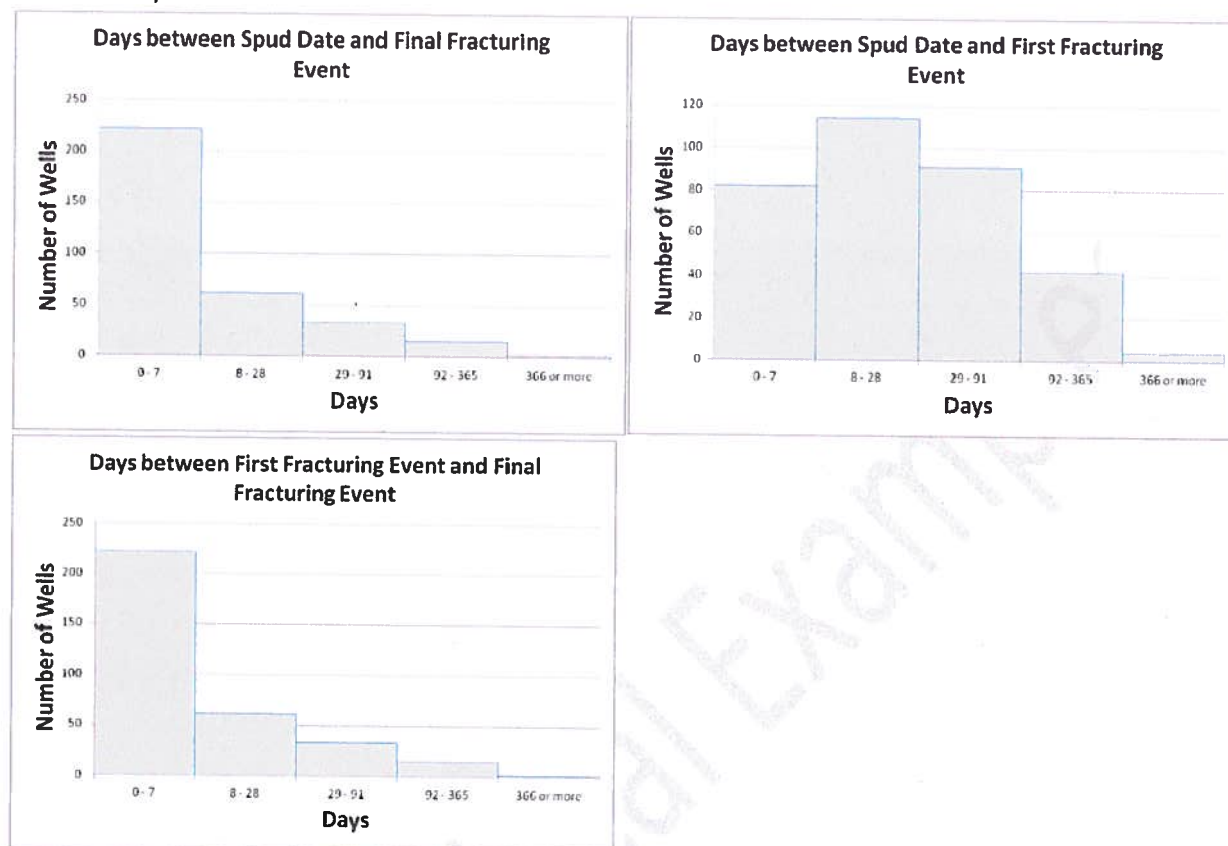 Days between Spud Date and Final Fracturing
Event
Number of Wells
250
200
150
100
50
0
0 - 7
8 - 28
29 - 91
92 - 365
366 or more
Days
Days between Spud Date and First Fracturing
Event
Number of Wells
120
100
80
60
40
20
0
0 - 7
8 - 28
29 - 91
92 - 365
366 or more
Days
Days between First Fracturing Event and Final
Fracturing Event
Number of Wells
250
200
150
100
50
0
0 - 7
8 - 28
29 - 91
92 - 365
366 or more
Days